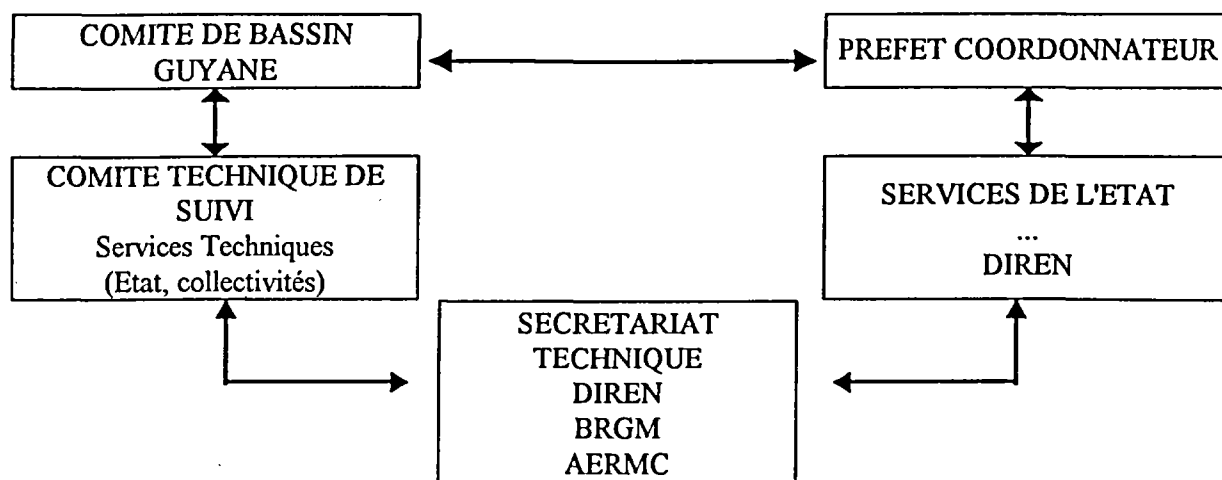 COMITE DE BASSIN
GUYANE
PREFET COORDONNATEUR
COMITE TECHNIQUE DE
SUIVI
Services Techniques
(Etat, collectivités)
SERVICES DE L'ETAT
...
DIREN
SECRETARIAT
TECHNIQUE
DIREN
BRGM
AERMC